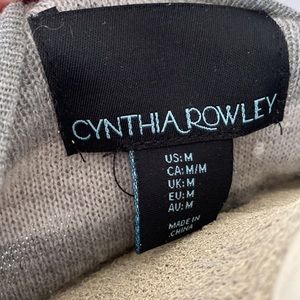 CYNTHIA ROWLEY
US:M
CA:M/M
UK:M
EU:M
AU:M
MADE IN
CHINA